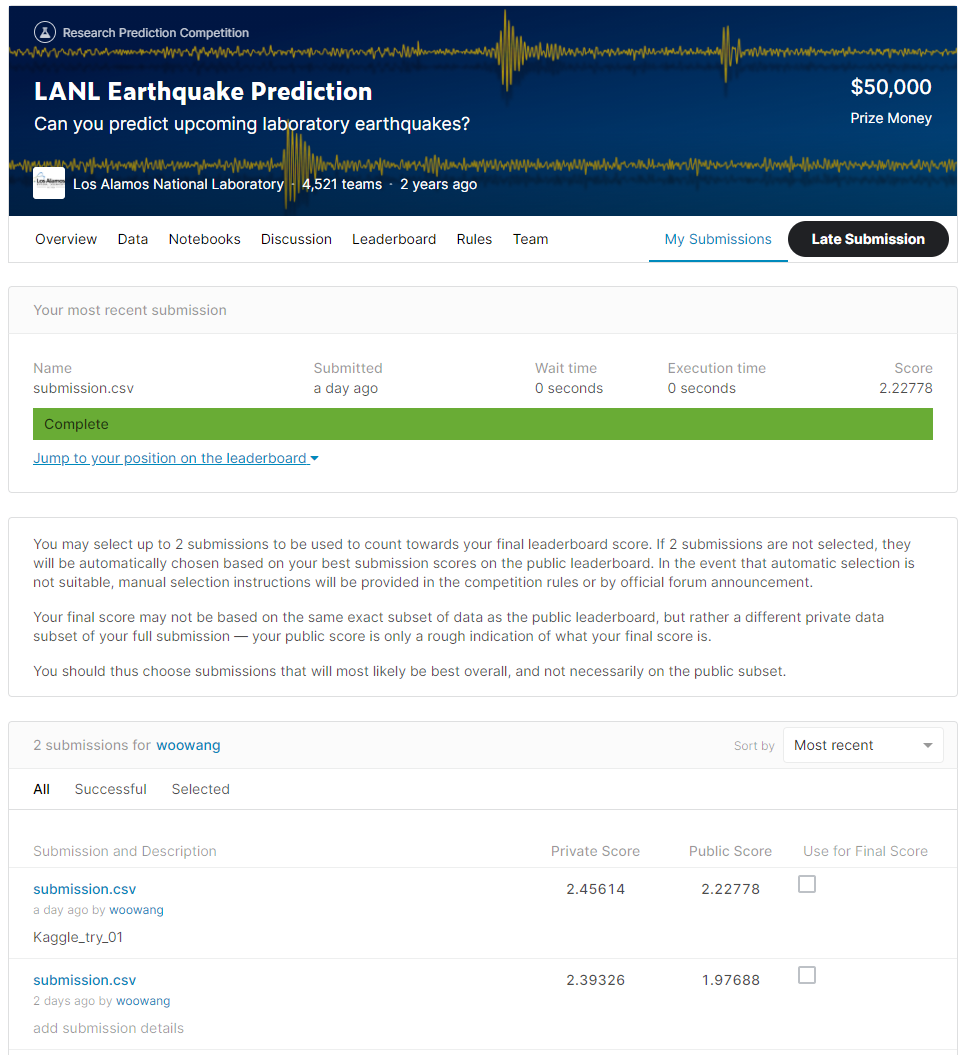 Research Prediction Competition
LANL Earthquake Prediction
$50,000
Can you predict upcoming laboratory earthquakes?
Prize Money
Los Alamos
Los Alamos National Laboratory · 4,521 teams · 2 years ago
Overview Data Notebooks Discussion Leaderboard Rules Team My Submissions Late Submission
Your most recent submission
Name Submitted Wait time Execution time Score
submission.csv a day ago 0 seconds 0 seconds 2.22778
Complete
Jump to your position on the leaderboard
You may select up to 2 submissions to be used to count towards your final leaderboard score. If 2 submissions are not selected, they
will be automatically chosen based on your best submission scores on the public leaderboard. In the event that automatic selection is
not suitable, manual selection instructions will be provided in the competition rules or by official forum announcement.
Your final score may not be based on the same exact subset of data as the public leaderboard, but rather a different private data
subset of your full submission — your public score is only a rough indication of what your final score is.
You should thus choose submissions that will most likely be best overall, and not necessarily on the public subset.
2 submissions for woowang Sort by Most recent
All Successful Selected
Submission and Description Private Score Public Score Use for Final Score
submission.csv 2.45614 2.22778
a day ago by woowang
Kaggle_try_01
submission.csv 2.39326 1.97688
2 days ago by woowang
add submission details